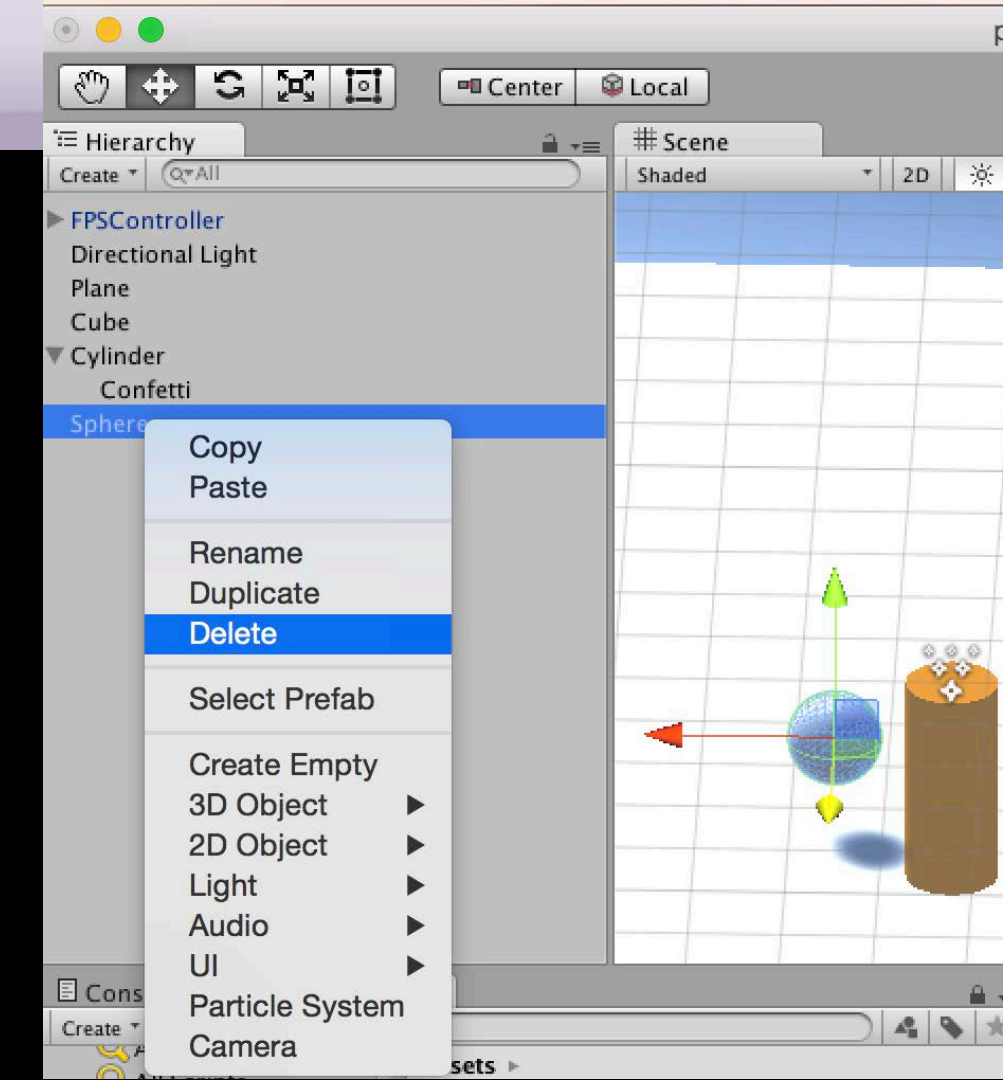 p
Center Local
Hierarchy
Scene
Create All
Shaded 2D
FPSController
Directional Light
Plane
Cube
Cylinder
Confetti
Sphere
Copy
Paste
Rename
Duplicate
Delete
Select Prefab
Create Empty
3D Object
2D Object
Light
Audio
UI
Particle System
Camera
Cons
Create
sets